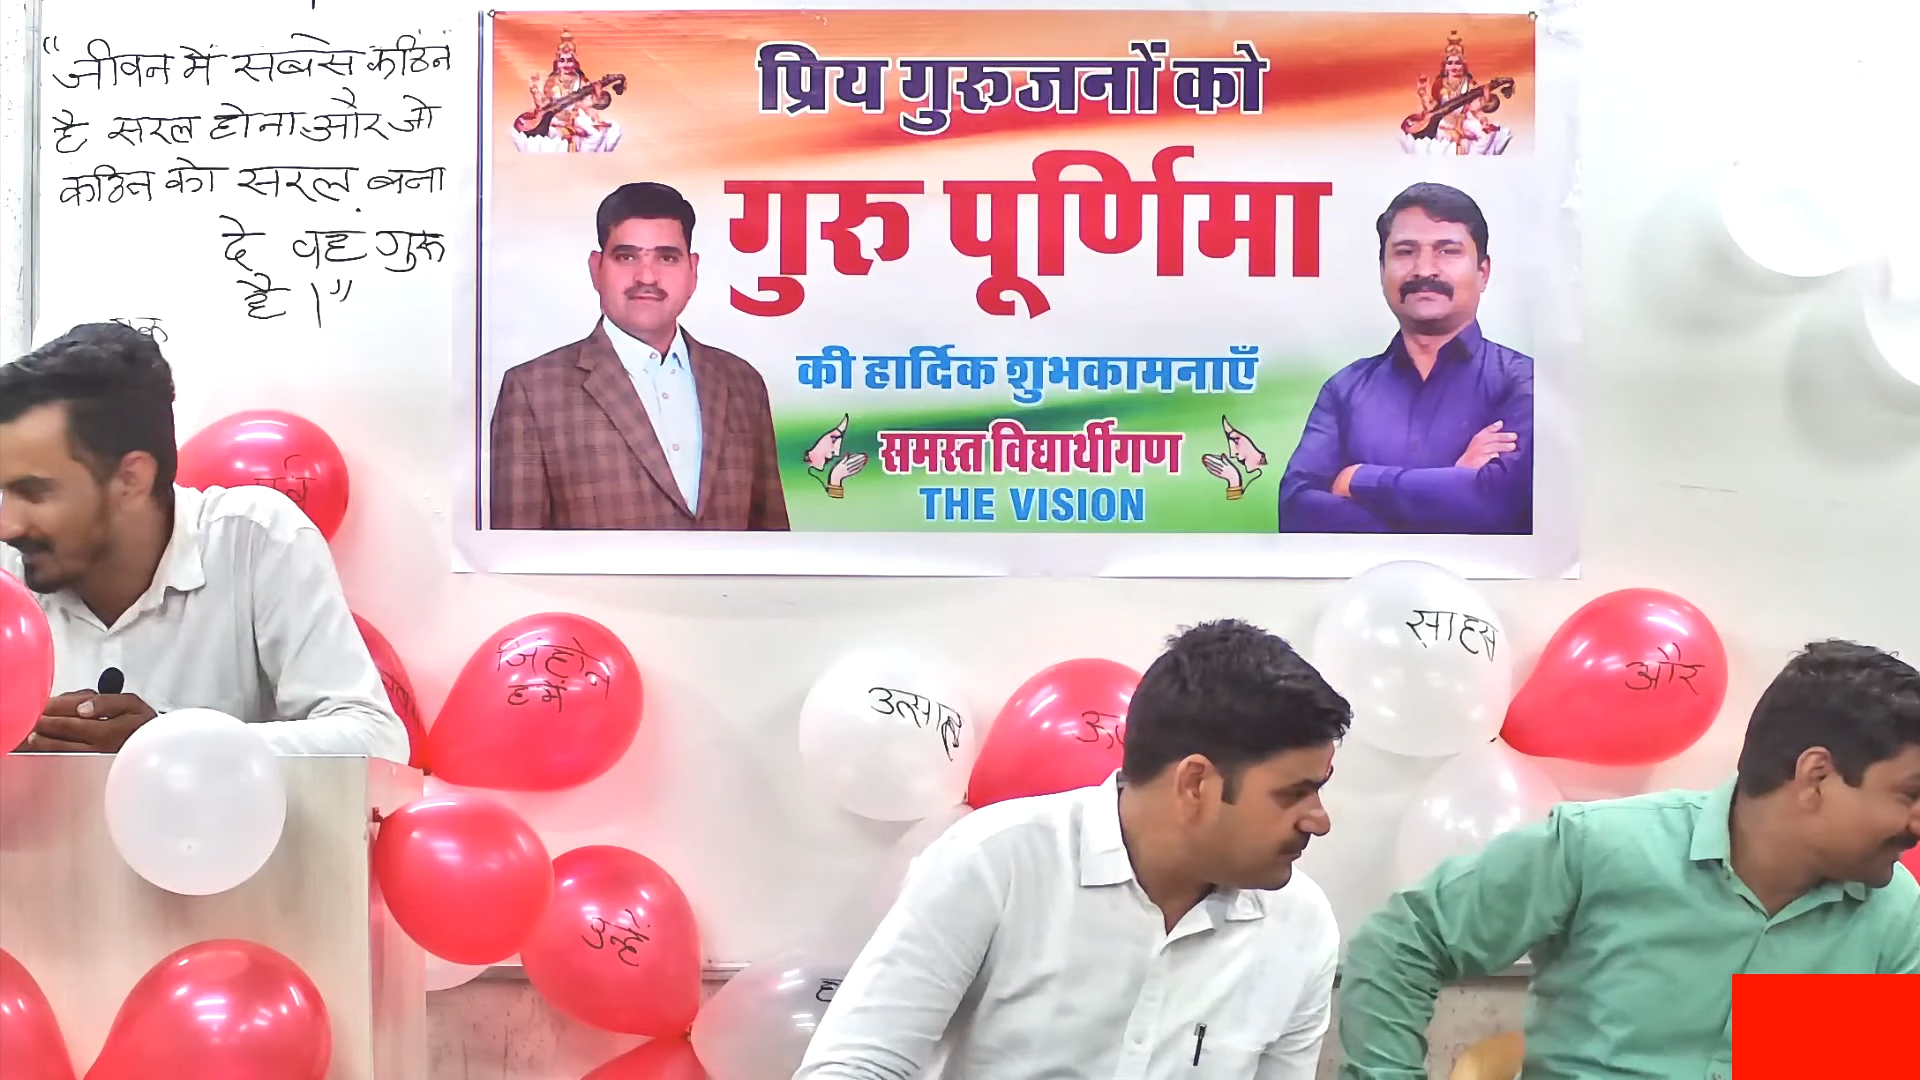 "जीवन में सबसे कठिन
है सरल होना और जो
कठिन को सरल बना
दे वह गुरु
है।"
प्रिय गुरुजनों को
गुरु पूर्णिमा
की हार्दिक शुभकामनाएँ
समस्त विद्यार्थीगण
THE VISION
जिंहोने
हमें
उत्साह
साहस
और
उन्हें